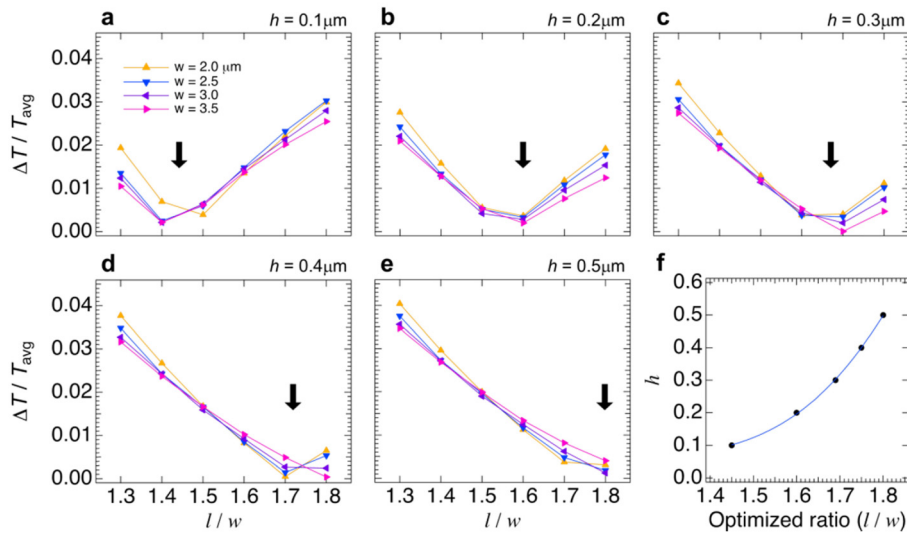 a h = 0.1μm
b h = 0.2μm
c h = 0.3μm
0.04
0.03
0.02
0.01
0.00
ΔT / Tavg
w = 2.0 μm
w = 2.5
w = 3.0
w = 3.5
d h = 0.4μm
e h = 0.5μm
f
0.04
0.03
0.02
0.01
0.00
ΔT / Tavg
1.3 1.4 1.5 1.6 1.7 1.8
l / w
1.3 1.4 1.5 1.6 1.7 1.8
l / w
0.6
0.5
0.4
0.3
0.2
0.1
0.0
h
1.4 1.5 1.6 1.7 1.8 1.9
Optimized ratio (l / w)